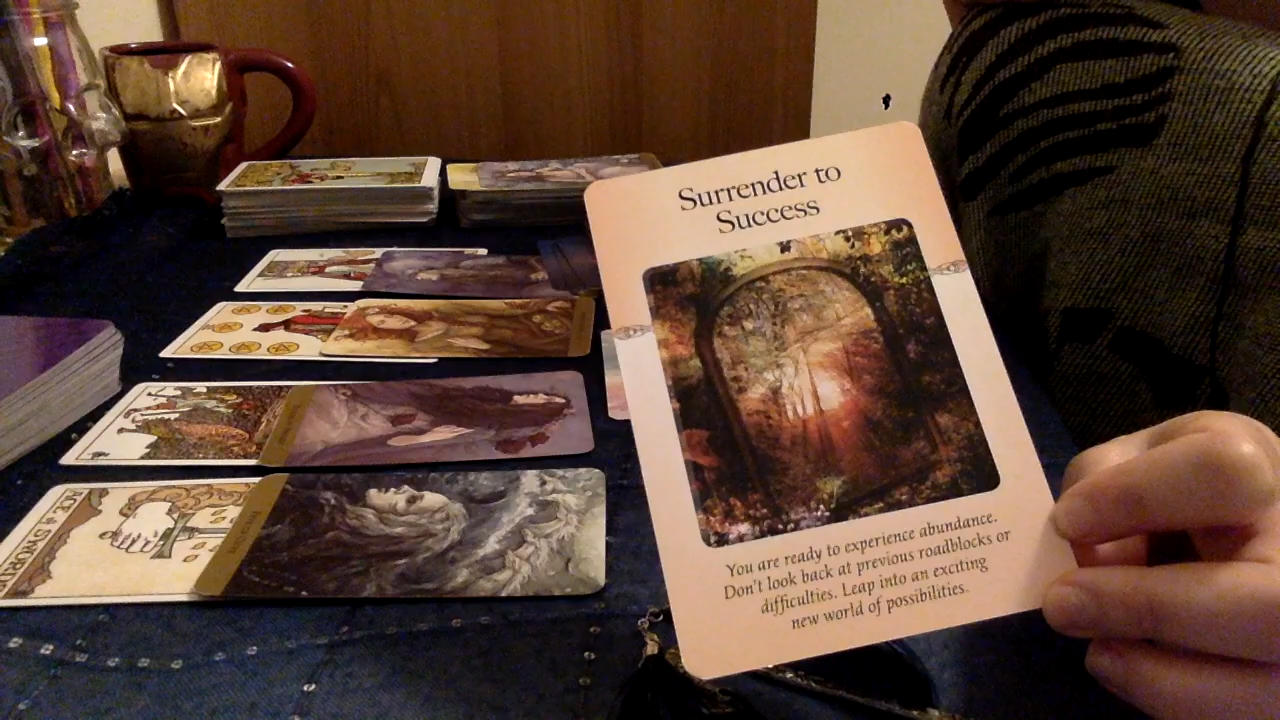 Surrender to
Success
You are ready to experience abundance.
Don't look back at previous roadblocks or
difficulties. Leap into an exciting
new world of possibilities.
ACE of SWORDS